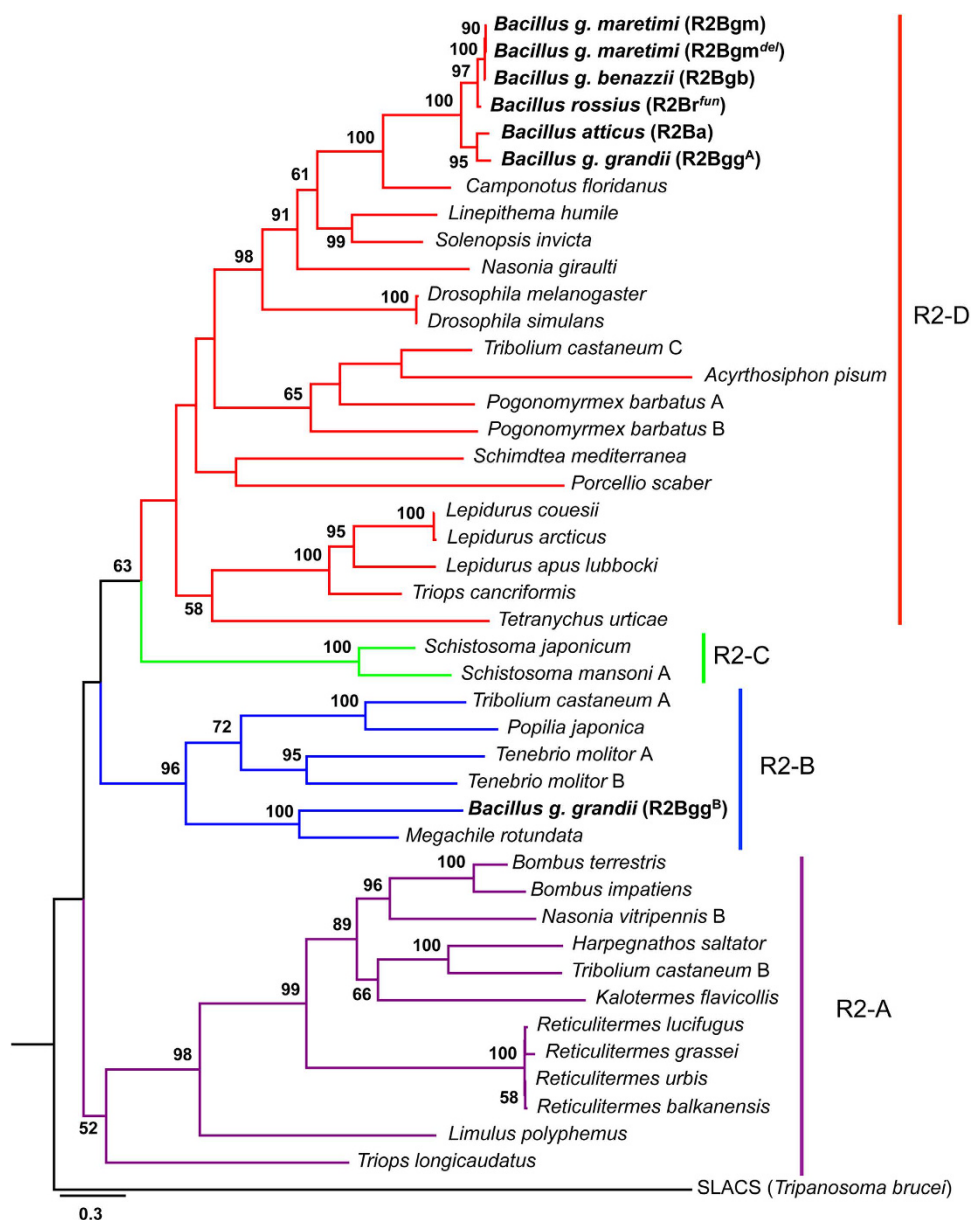 90
Bacillus g. maretimi (R2Bgm)
100
Bacillus g. maretimi (R2Bgm^del)
97
Bacillus g. benazzii (R2Bgb)
100
Bacillus rossius (R2Br^fun)
100
Bacillus atticus (R2Ba)
95
Bacillus g. grandii (R2Bgg^A)
61
Camponotus floridanus
91
Linepithema humile
99
Solenopsis invicta
98
Nasonia giraulti
100
Drosophila melanogaster
Drosophila simulans
R2-D
Tribolium castaneum C
Acyrthosiphon pisum
65
Pogonomyrmex barbatus A
Pogonomyrmex barbatus B
Schimdtea mediterranea
Porcellio scaber
100
Lepidurus couesii
95
Lepidurus arcticus
100
Lepidurus apus lubbocki
63
Triops cancriformis
58
Tetranychus urticae
100
Schistosoma japonicum
R2-C
Schistosoma mansoni A
100
Tribolium castaneum A
72
Popilia japonica
95
Tenebrio molitor A
R2-B
96
Tenebrio molitor B
100
Bacillus g. grandii (R2Bgg^B)
Megachile rotundata
100
Bombus terrestris
96
Bombus impatiens
89
Nasonia vitripennis B
100
Harpegnathos saltator
99
66
Tribolium castaneum B
Kalotermes flavicollis
R2-A
Reticulitermes lucifugus
98
100
Reticulitermes grassei
Reticulitermes urbis
58
Reticulitermes balkanensis
52
Limulus polyphemus
Triops longicaudatus
SLACS (Tripanosoma brucei)
0.3